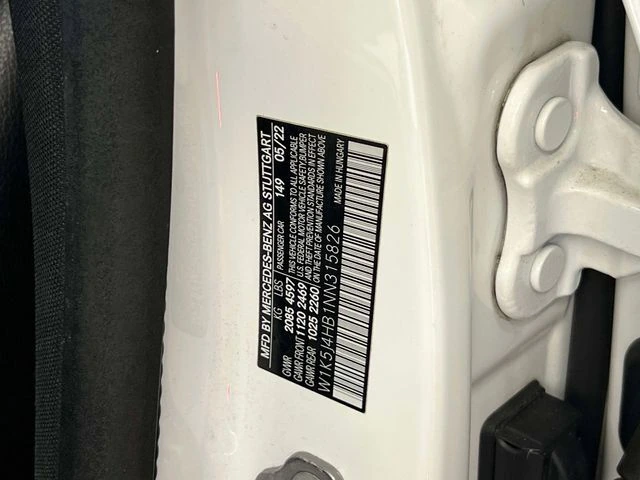 MFD BY MERCEDES-BENZ AG STUTTGART
PASSENGER CAR 149 05/22
KG LBS
GVWR 2085 4597
GAWR FRONT 1120 2469
GAWR REAR 1025 2260
THIS VEHICLE CONFORMS TO ALL APPLICABLE
U.S. FEDERAL MOTOR VEHICLE SAFETY, BUMPER
AND THEFT PREVENTION STANDARDS IN EFFECT
ON THE DATE OF MANUFACTURE SHOWN ABOVE
W1K5J4HB1NN315826
MADE IN HUNGARY